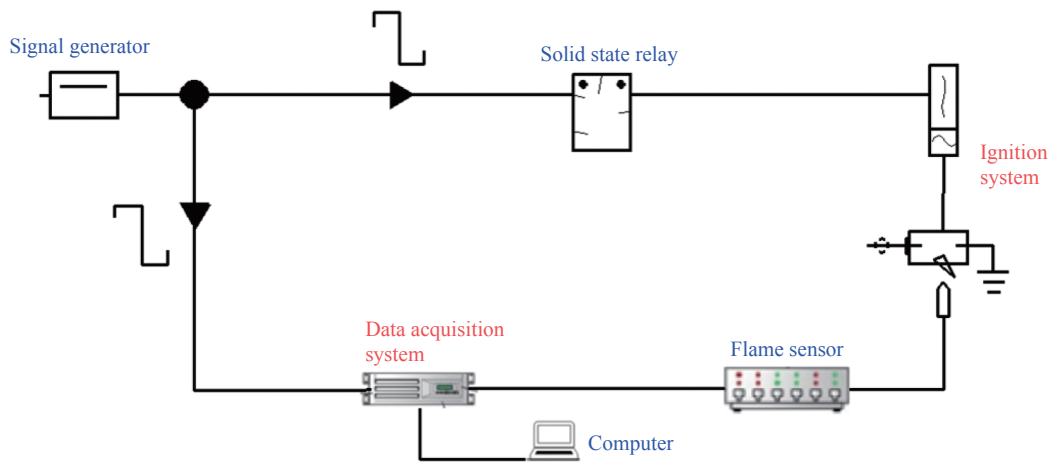 Signal generator
Solid state relay
Ignition
system
Data acquisition
system
Flame sensor
Computer